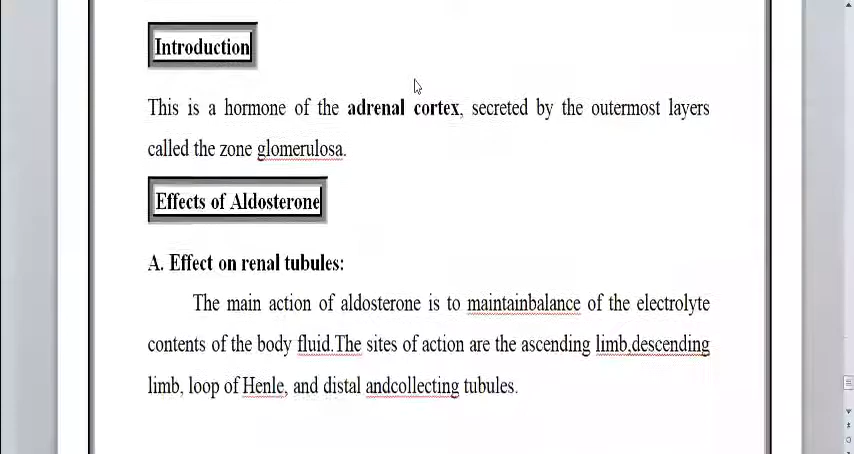 Introduction
This is a hormone of the adrenal cortex, secreted by the outermost layers
called the zone glomerulosa.
Effects of Aldosterone
A. Effect on renal tubules:
The main action of aldosterone is to maintainbalance of the electrolyte
contents of the body fluid.The sites of action are the ascending limb,descending
limb, loop of Henle, and distal andcollecting tubules.